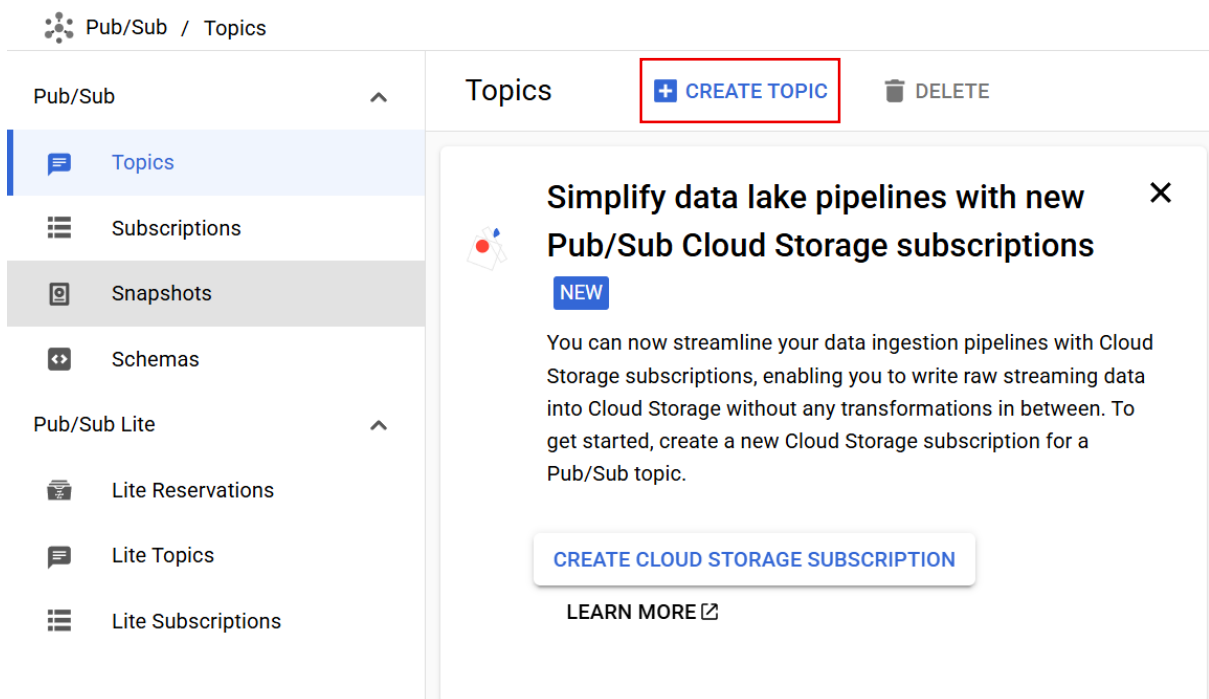 Pub/Sub / Topics
Pub/Sub
Topics
Subscriptions
Snapshots
Schemas
Pub/Sub Lite
Lite Reservations
Lite Topics
Lite Subscriptions
Topics CREATE TOPIC DELETE
Simplify data lake pipelines with new
Pub/Sub Cloud Storage subscriptions
NEW
You can now streamline your data ingestion pipelines with Cloud
Storage subscriptions, enabling you to write raw streaming data
into Cloud Storage without any transformations in between. To
get started, create a new Cloud Storage subscription for a
Pub/Sub topic.
CREATE CLOUD STORAGE SUBSCRIPTION
LEARN MORE